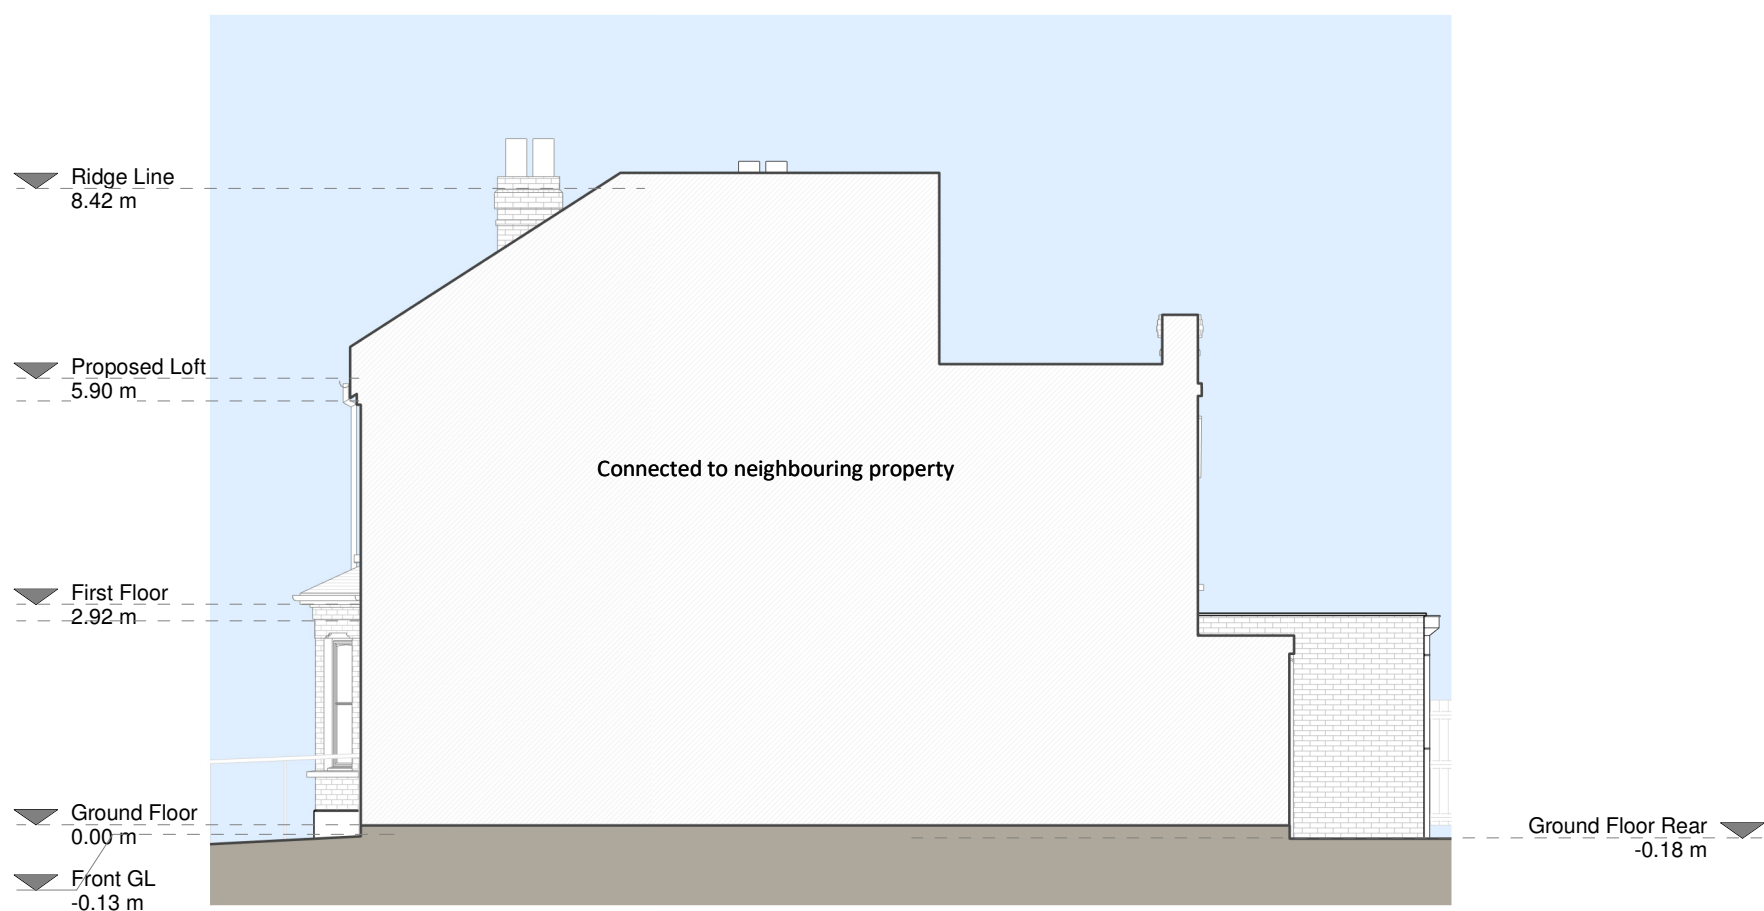 Ridge Line
8.42 m
Proposed Loft
5.90 m
Connected to neighbouring property
First Floor
2.92 m
Ground Floor
0.00 m
Ground Floor Rear
-0.18 m
Front GL
-0.13 m